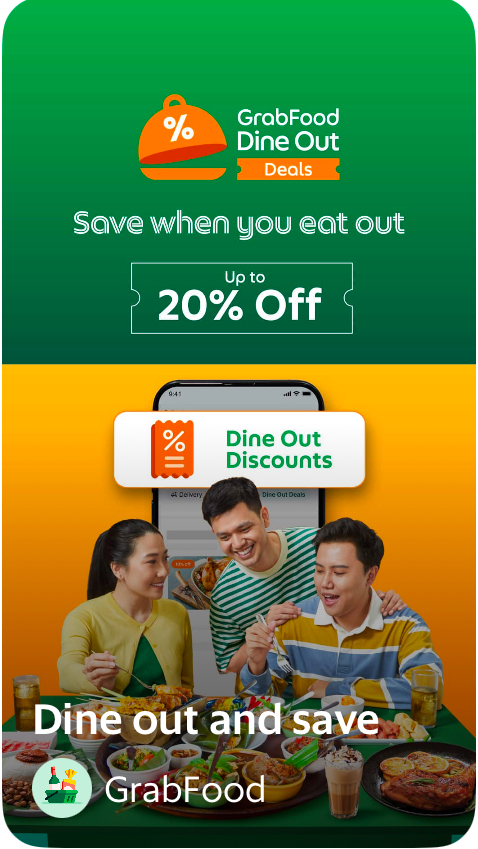 %
GrabFood
Dine Out
Deals
Save when you eat out
Up to
20% Off
9:41
%
Dine Out
Discounts
Delivery
Dine Out Deals
Dine out and save
GrabFood